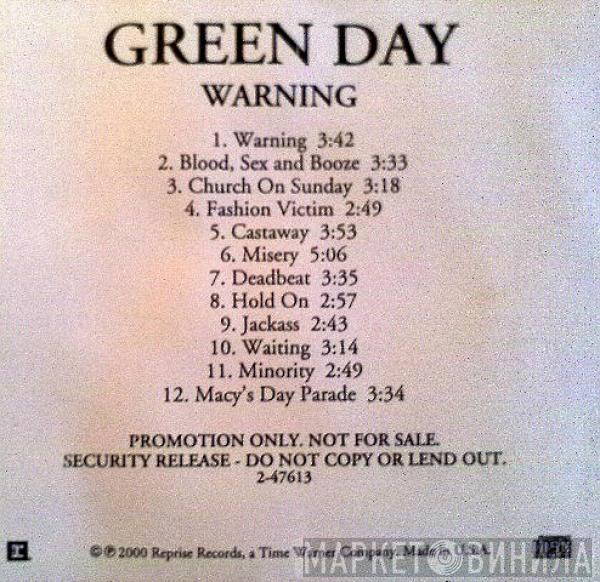 GREEN DAY
WARNING
1. Warning 3:42
2. Blood, Sex and Booze 3:33
3. Church On Sunday 3:18
4. Fashion Victim 2:49
5. Castaway 3:53
6. Misery 5:06
7. Deadbeat 3:35
8. Hold On 2:57
9. Jackass 2:43
10. Waiting 3:14
11. Minority 2:49
12. Macy's Day Parade 3:34
PROMOTION ONLY. NOT FOR SALE.
SECURITY RELEASE - DO NOT COPY OR LEND OUT.
2-47613
©℗ 2000 Reprise Records, a Time Warner Company. Made in U.S.A.
МАРКЕТ ВИНИЛА